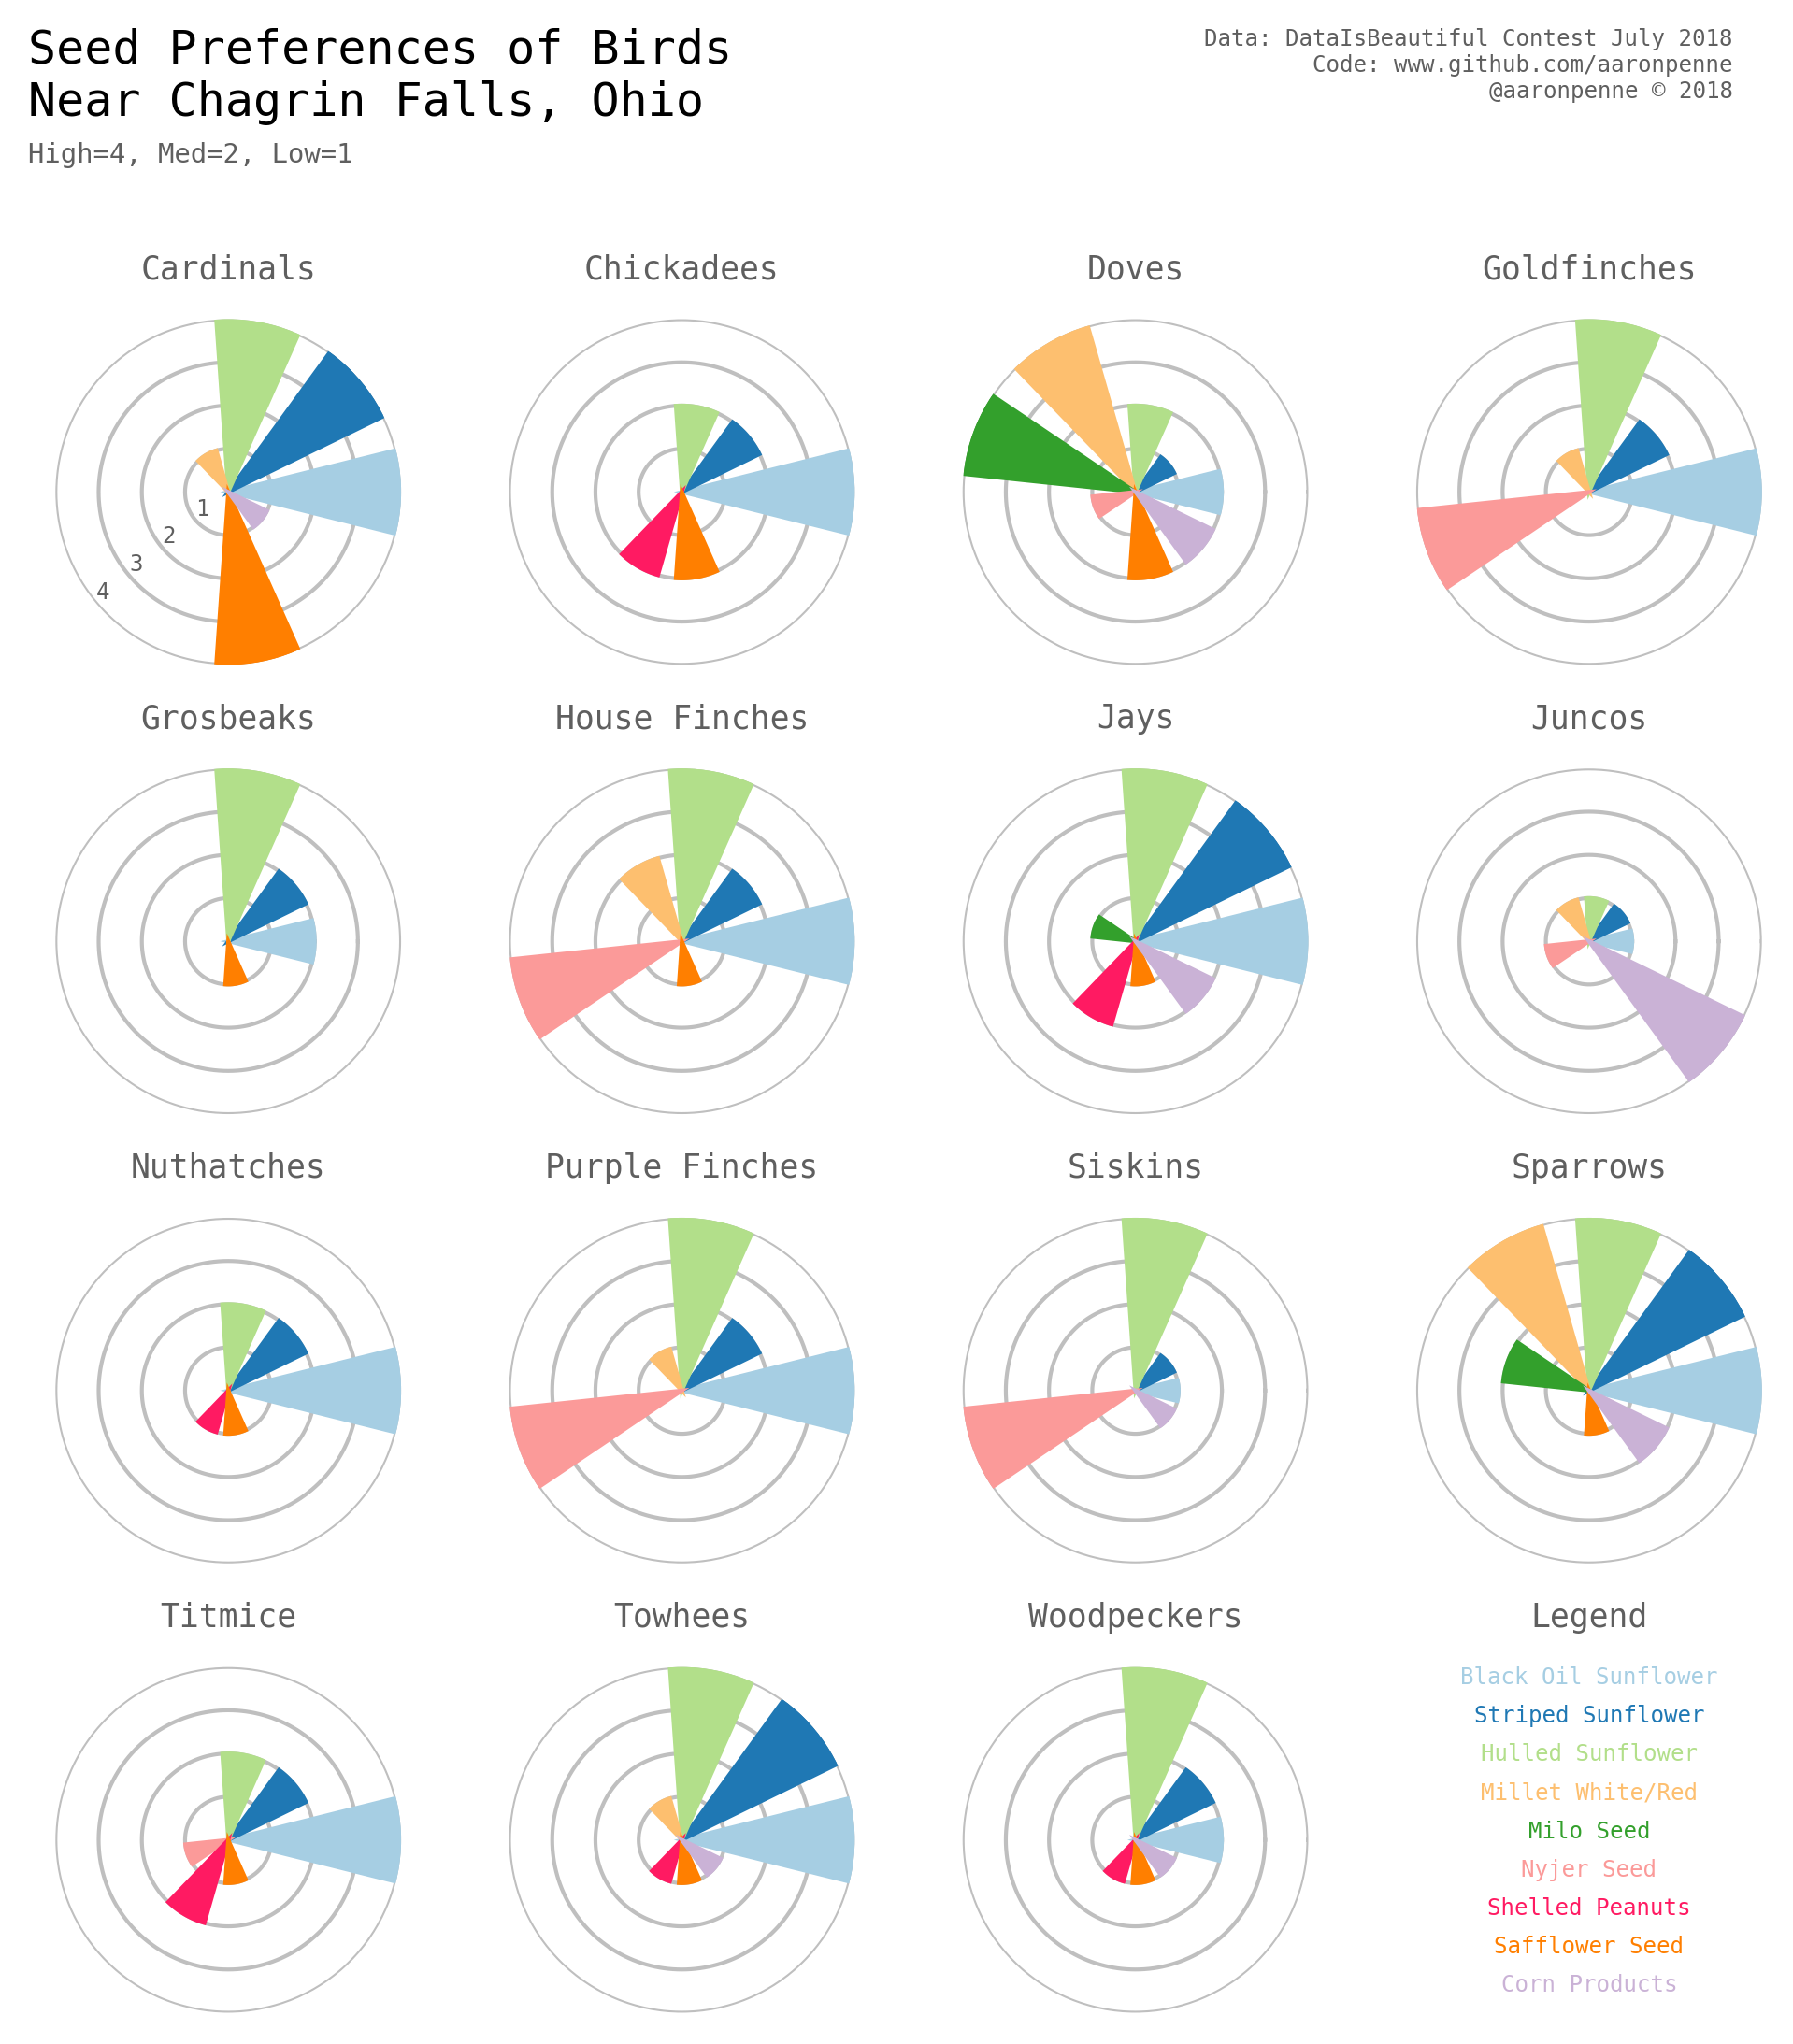 Seed Preferences of Birds
Near Chagrin Falls, Ohio
High=4, Med=2, Low=1
Data: DataIsBeautiful Contest July 2018
Code: www.github.com/aaronpenne
@aaronpenne © 2018
Cardinals
Chickadees
Doves
Goldfinches
1
2
3
4
Grosbeaks
House Finches
Jays
Juncos
Nuthatches
Purple Finches
Siskins
Sparrows
Titmice
Towhees
Woodpeckers
Legend
Black Oil Sunflower
Striped Sunflower
Hulled Sunflower
Millet White/Red
Milo Seed
Nyjer Seed
Shelled Peanuts
Safflower Seed
Corn Products